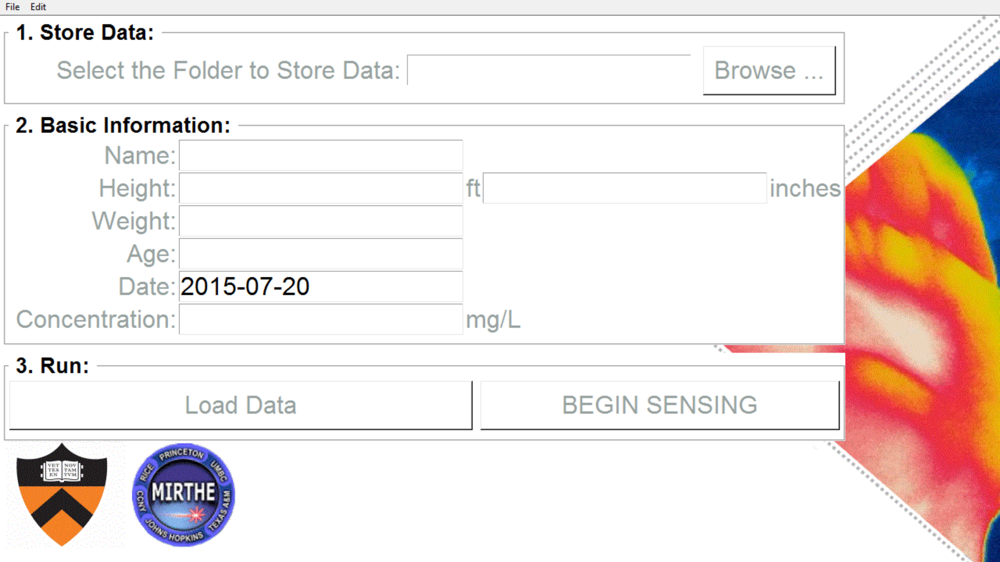 File Edit
1. Store Data:
Select the Folder to Store Data: Browse ...
2. Basic Information:
Name:
Height: ft inches
Weight:
Age:
Date: 2015-07-20
Concentration: mg/L
3. Run:
Load Data BEGIN SENSING
VET NOV
TES TAM
EN TVM
PRINCETON
UMBC
TEXAS A&M
JOHNS HOPKINS
CCNY
RICE
MIRTHE